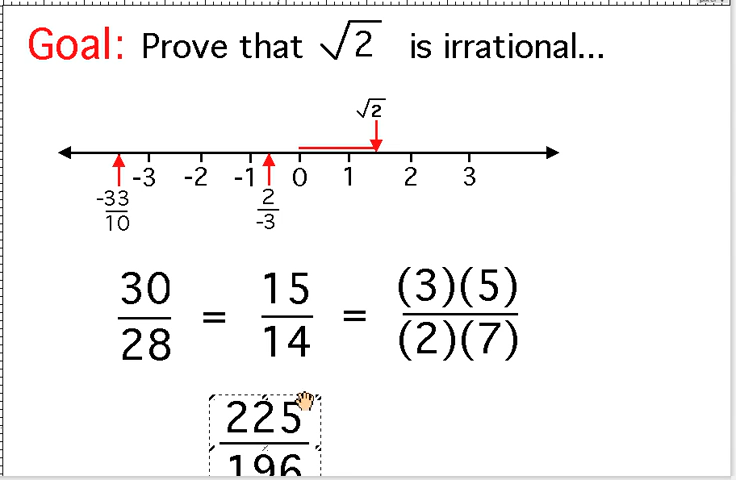 Goal: Prove that √2 is irrational...
√2
-3 -2 -1 0 1 2 3
-33/10 2/-3
30/28 = 15/14 = (3)(5)/(2)(7)
225/196